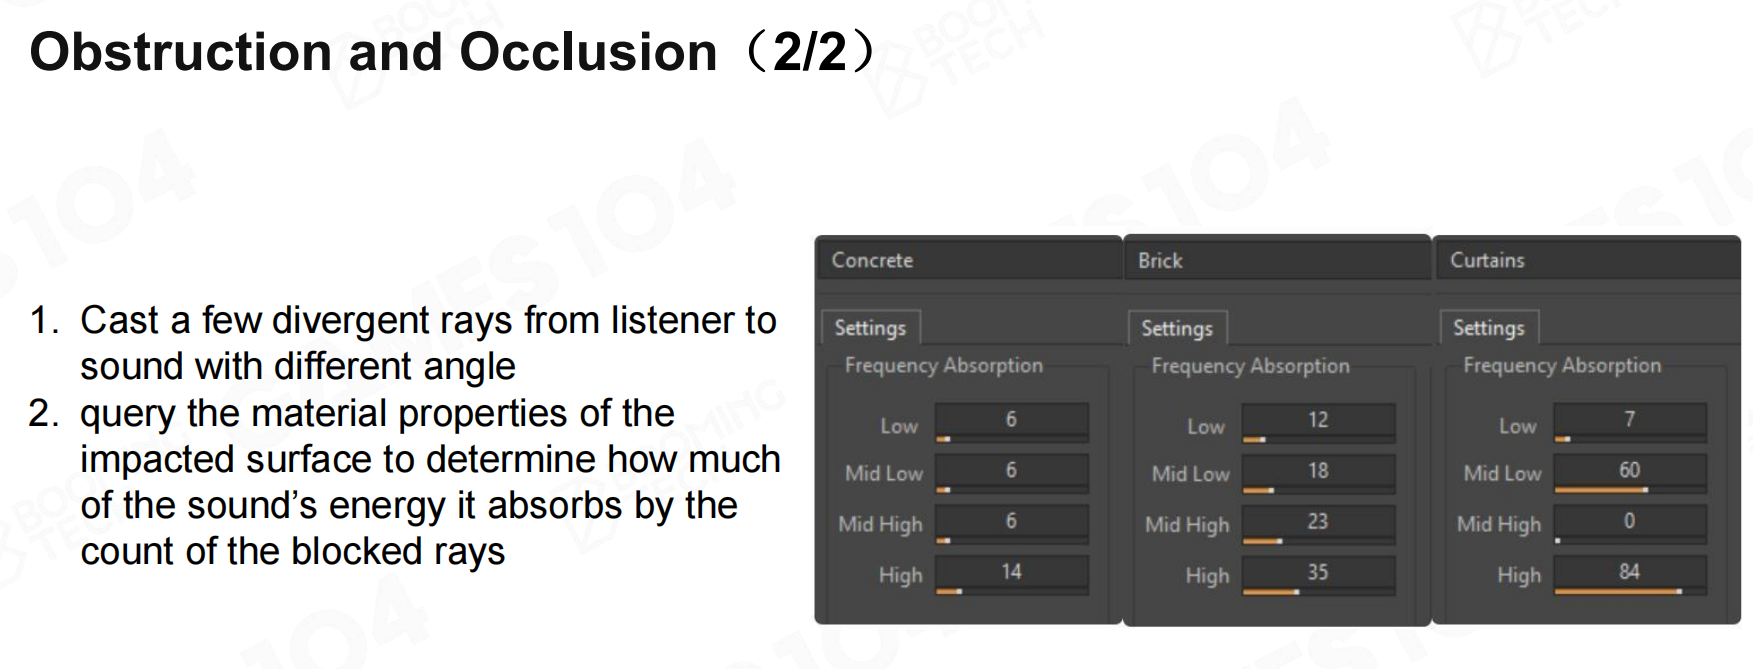 Obstruction and Occlusion（2/2）
1. Cast a few divergent rays from listener to
sound with different angle
2. query the material properties of the
impacted surface to determine how much
of the sound’s energy it absorbs by the
count of the blocked rays
Concrete
Settings
Frequency Absorption
Low 6
Mid Low 6
Mid High 6
High 14
Brick
Settings
Frequency Absorption
Low 12
Mid Low 18
Mid High 23
High 35
Curtains
Settings
Frequency Absorption
Low 7
Mid Low 60
Mid High 0
High 84